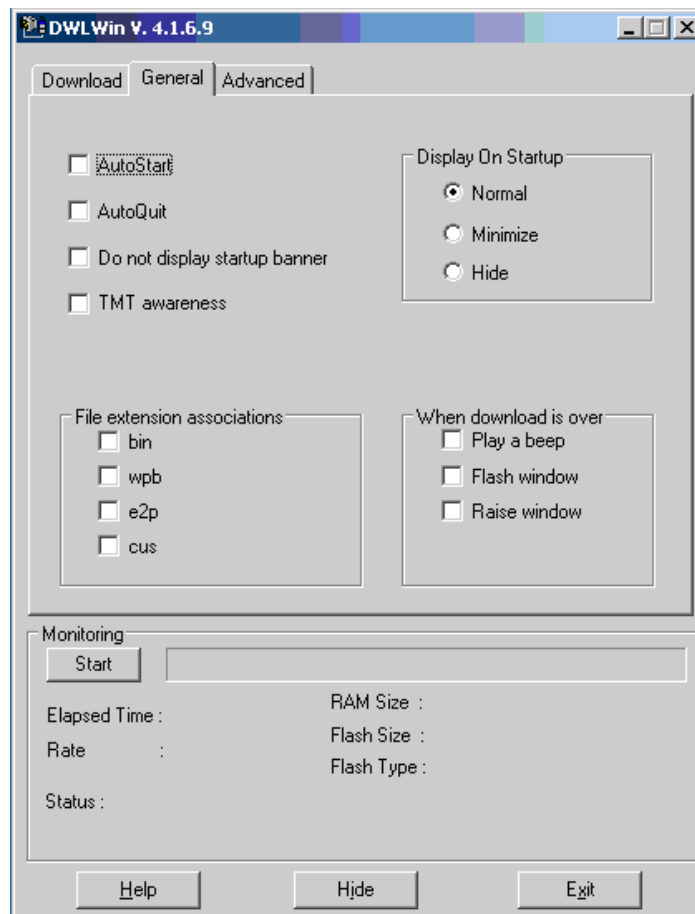 DWLWin V. 4.1.6.9
Download General Advanced
AutoStart
AutoQuit
Do not display startup banner
TMT awareness
Display On Startup
Normal
Minimize
Hide
File extension associations
bin
wpb
e2p
cus
When download is over
Play a beep
Flash window
Raise window
Monitoring
Start
Elapsed Time :
Rate :
RAM Size :
Flash Size :
Flash Type :
Status :
Help Hide Exit